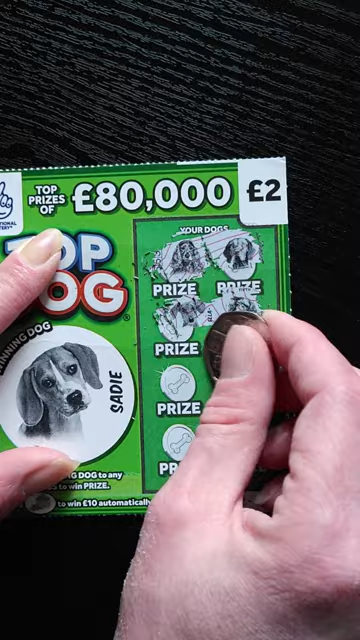 TOP PRIZES OF £80,000 £2
TOP DOG
YOUR DOGS
WINNING DOG
SADIE
PRIZE
PRIZE
PRIZE
PRIZE
NG DOG to any
to win PRIZE.
to win £10 automatically